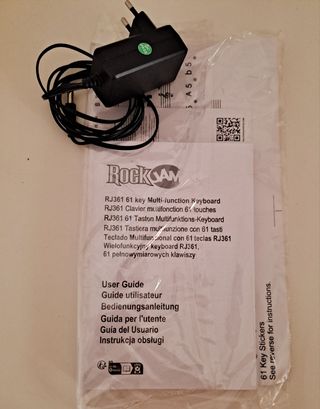 A5. b5.
ROCKJAM
RJ361 61 key Multi-function Keyboard
RJ361 Clavier multifonction 61 touches
RJ361 61 Tasten Multifunktions-Keyboard
RJ361 Tastiera multifunzione con 61 tasti
Teclado Multifuncional con 61 teclas RJ361
Wielofunkcyjny keyboard RJ361,
61 pełnowymiarowych klawiszy
User Guide
Guide utilisateur
Bedienungsanleitung
Guida per l'utente
Guía del Usuario
Instrukcja obsługi
61 Key Stickers
See reverse for instructions.